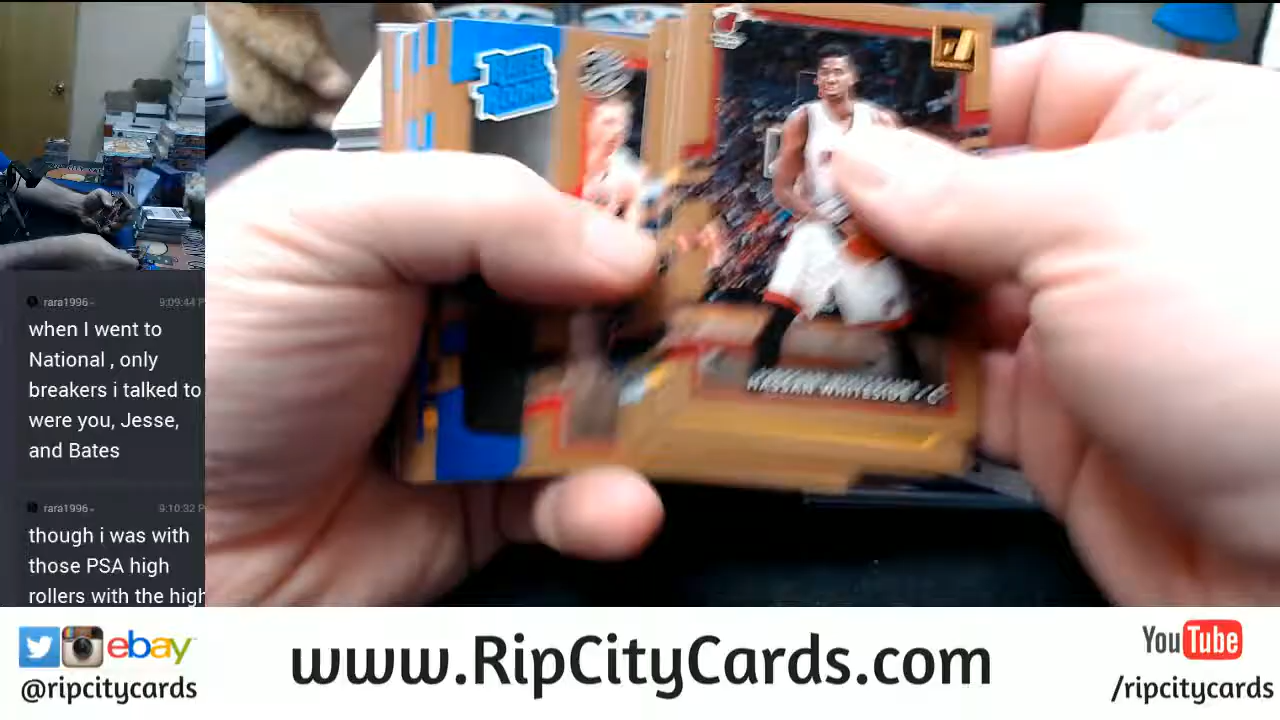 RATED
ROOKIE
HASSAN WHITESIDE
rara1996
9:09:44 P
when I went to
National , only
breakers i talked to
were you, Jesse,
and Bates
rara1996
9:10:32 P
though i was with
those PSA high
rollers with the high
ebay
@ripcitycards
www.RipCityCards.com
YouTube
/ripcitycards